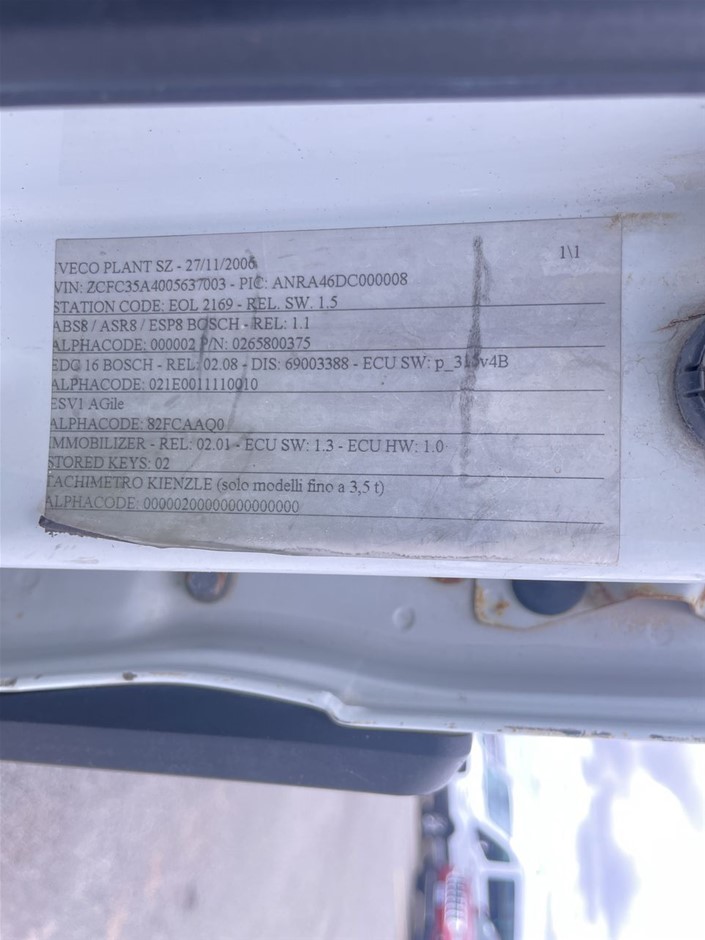 IVECO PLANT SZ - 27/11/2006
1\1
VIN: ZCFC35A4005637003 - PIC: ANRA46DC000008
STATION CODE: EOL 2169 - REL. SW. 1.5
ABS8 / ASR8 / ESP8 BOSCH - REL: 1.1
ALPHACODE: 000002 P/N: 0265800375
EDC 16 BOSCH - REL: 02.08 - DIS: 69003388 - ECU SW:
ALPHACODE: 021E0011110010
ESV1 AGile
ALPHACODE: 82FCAAQ0
IMMOBILIZER - REL: 02.01 - ECU SW: 1.3 - ECU HW: 1.0
STORED KEYS: 02
TACHIMETRO KIENZLE (solo modelli fino a 3,5 t)
ALPHACODE: 00000200000000000000